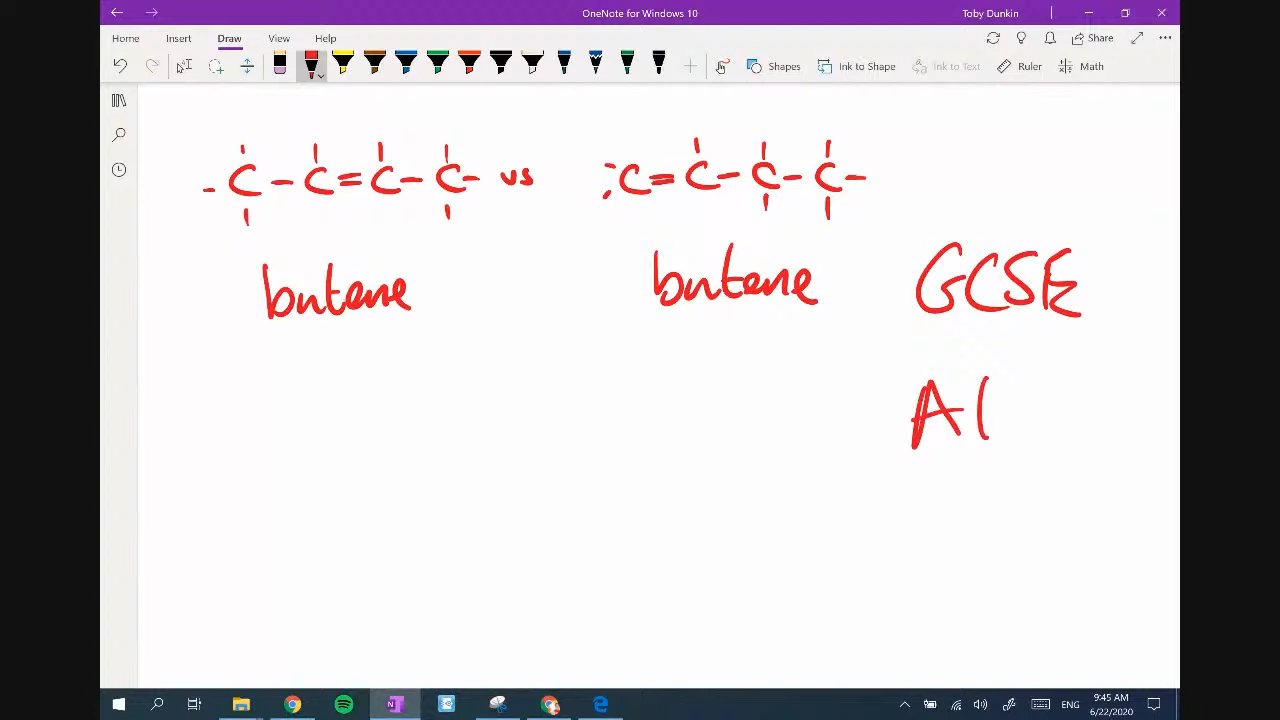 OneNote for Windows 10
Toby Dunkin
Home Insert Draw View Help
Share
Shapes Ink to Shape Ink to Text Ruler Math
C - C = C - C - vs C = C - C - C -
butene butene GCSE
Al
ENG
9:45 AM
6/22/2020